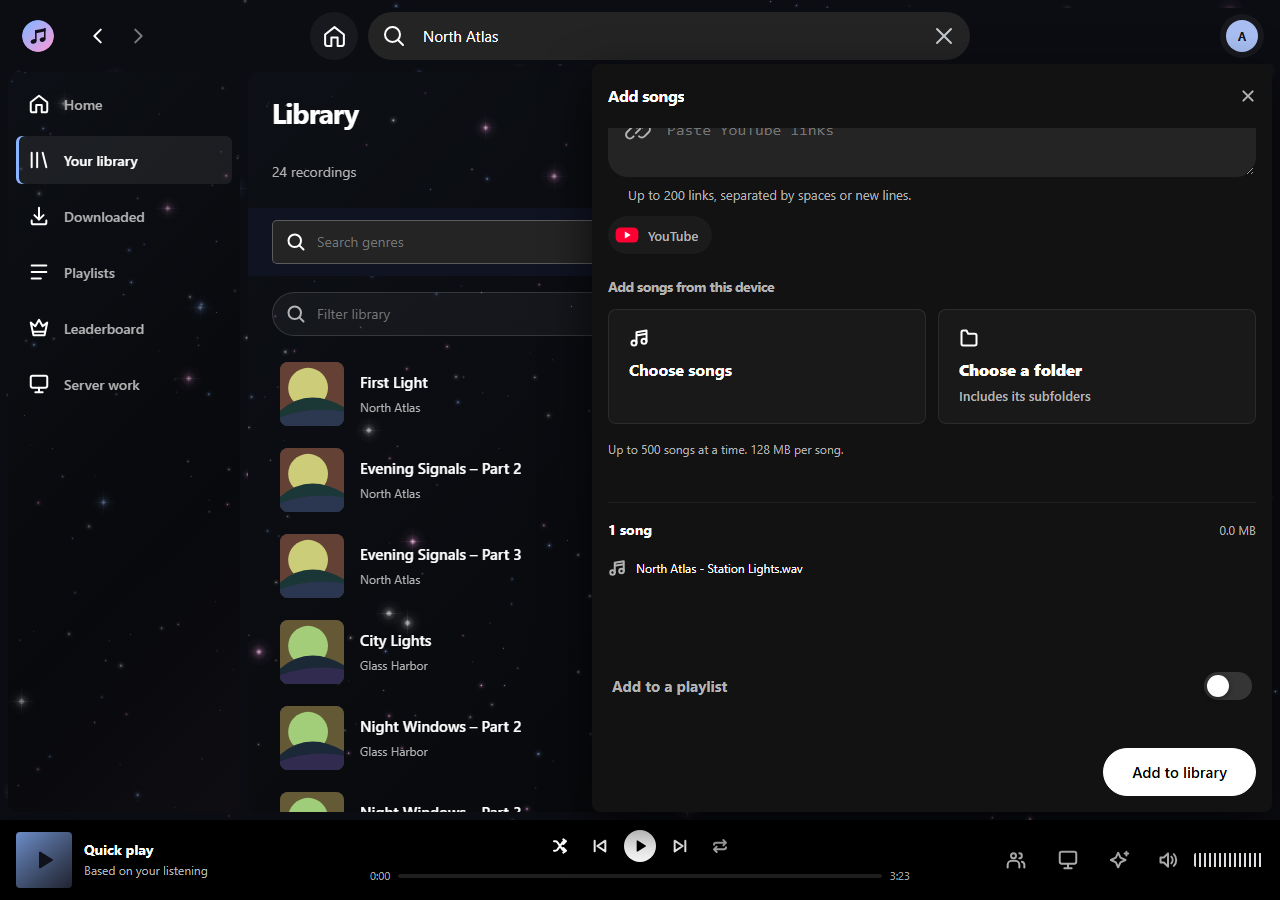 North Atlas
A
Home
Your library
Downloaded
Playlists
Leaderboard
Server work
Library
24 recordings
Search genres
Filter library
First Light
North Atlas
Evening Signals – Part 2
North Atlas
Evening Signals – Part 3
North Atlas
City Lights
Glass Harbor
Night Windows – Part 2
Glass Harbor
Night Windows – Part 3
Add songs
Paste YouTube links
Up to 200 links, separated by spaces or new lines.
YouTube
Add songs from this device
Choose songs
Choose a folder
Includes its subfolders
Up to 500 songs at a time. 128 MB per song.
1 song
0.0 MB
North Atlas - Station Lights.wav
Add to a playlist
Add to library
Quick play
Based on your listening
0:00
3:23